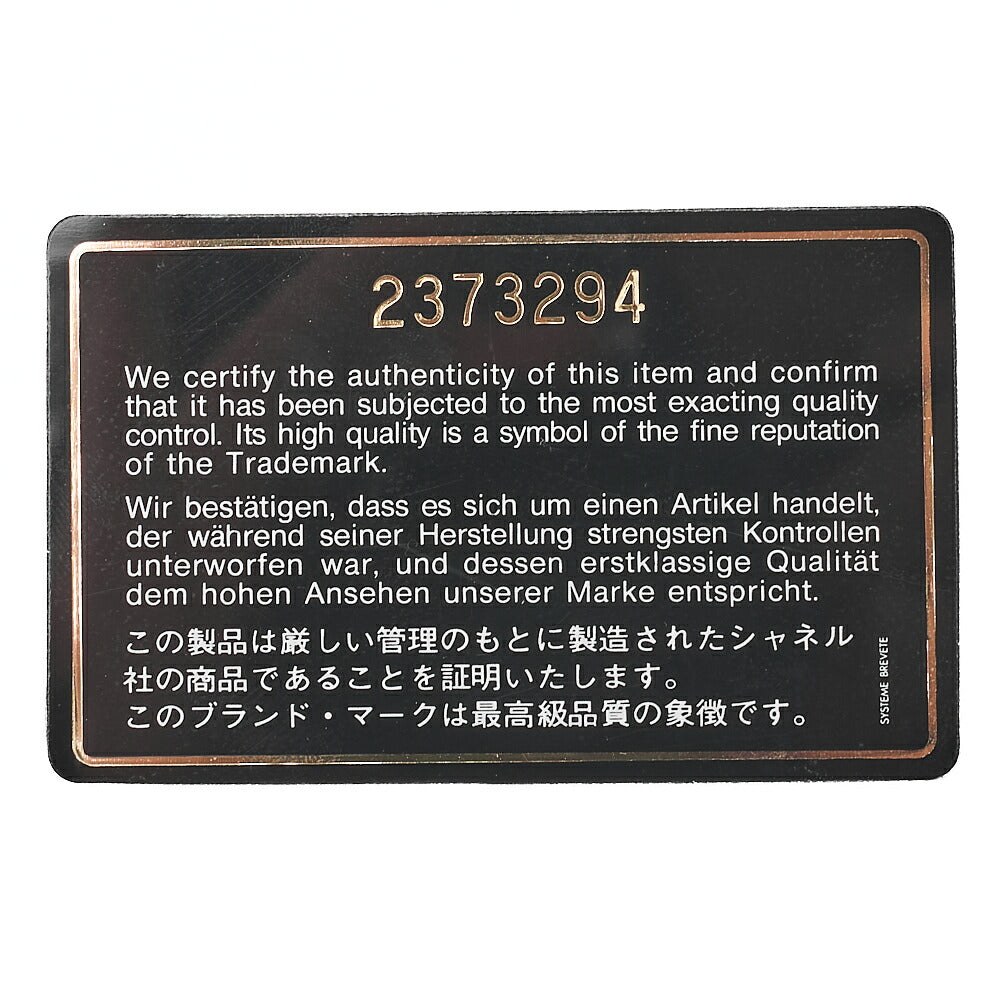 2373294
We certify the authenticity of this item and confirm
that it has been subjected to the most exacting quality
control. Its high quality is a symbol of the fine reputation
of the Trademark.
Wir bestätigen, dass es sich um einen Artikel handelt,
der während seiner Herstellung strengsten Kontrollen
unterworfen war, und dessen erstklassige Qualität
dem hohen Ansehen unserer Marke entspricht.
この製品は厳しい管理のもとに製造されたシャネル
社の商品であることを証明いたします。
このブランド・マークは最高級品質の象徴です。
SYSTEME BREVETE